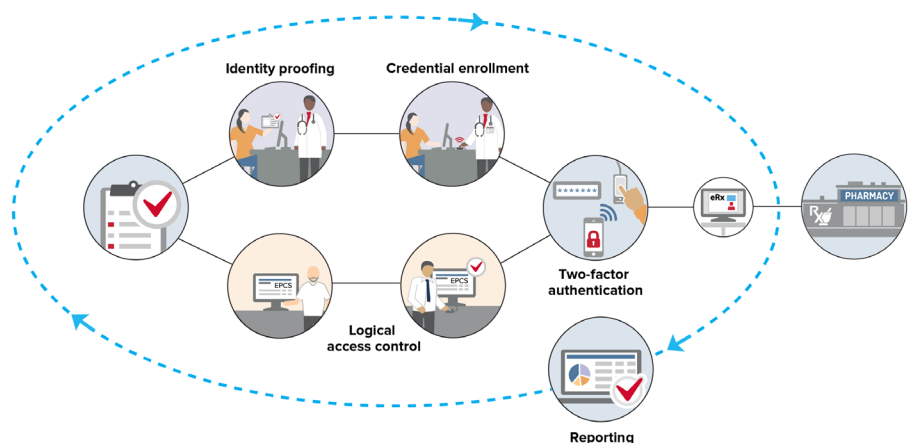 Identity proofing
Credential enrollment
*******
eRx
PHARMACY
Rx
EPCS
EPCS
Two-factor
authentication
Logical
access control
Reporting